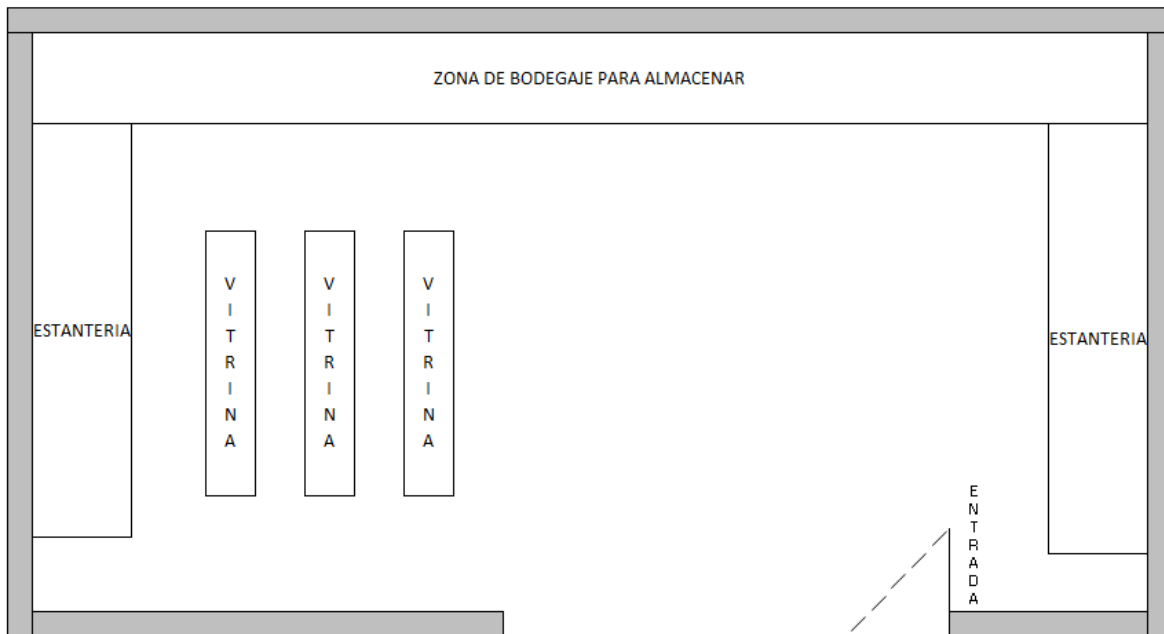 ZONA DE BODEGAJE PARA ALMACENAR
ESTANTERIA
VITRINA
VITRINA
VITRINA
ESTANTERIA
ENTRADA